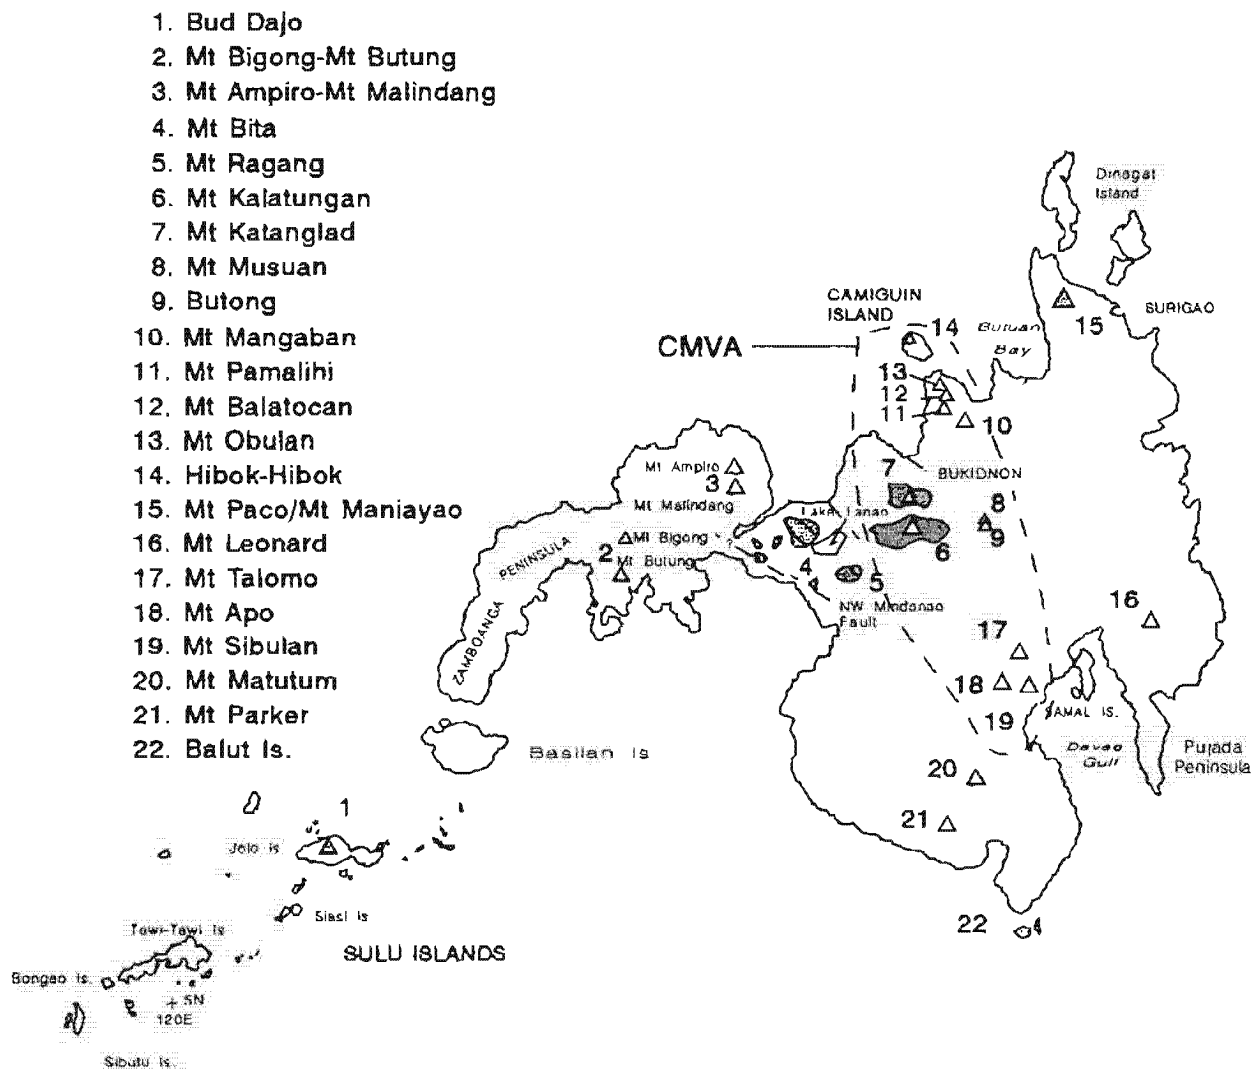 1. Bud Dajo
2. Mt Bigong-Mt Butung
3. Mt Ampiro-Mt Malindang
4. Mt Bita
5. Mt Ragang
6. Mt Kalatungan
7. Mt Katanglad
8. Mt Musuan
9. Butong
10. Mt Mangaban
11. Mt Pamalihi
12. Mt Balatocan
13. Mt Obulan
14. Hibok-Hibok
15. Mt Paco/Mt Maniayao
16. Mt Leonard
17. Mt Talomo
18. Mt Apo
19. Mt Sibulan
20. Mt Matutum
21. Mt Parker
22. Balut Is.
Dinagat
Island
CAMIGUIN
ISLAND
SURIGAO
15
14
Butuan
Bay
CMVA
13
12
11
10
Mt Ampiro
3
Mt Malindang
7
BUKIDNON
8
Lake Lanao
9
6
PENINSULA
2
Mt Bigong
Mt Butung
?
4
5
NW Mindanao
Fault
16
ZAMBOANGA
17
18
19
SAMAL IS.
Davao
Gulf
Pujada
Peninsula
Basilan Is
20
21
1
Jolo Is
Siasi Is
22
Tawi-Tawi Is
SULU ISLANDS
Bongao Is.
+ 5N
120E
Sibutu Is.